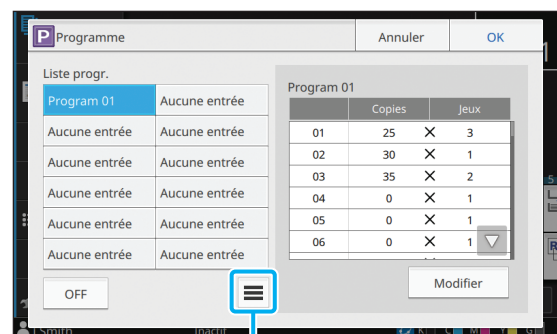 P Programme
Annuler
OK
Liste progr.
Program 01
Aucune entrée
Aucune entrée
Aucune entrée
Aucune entrée
Aucune entrée
Aucune entrée
Aucune entrée
Aucune entrée
Aucune entrée
Aucune entrée
Aucune entrée
OFF
Program 01
Copies Jeux
01 25 X 3
02 30 X 1
03 35 X 2
04 0 X 1
05 0 X 1
06 0 X 1
Modifier
Smith
Inactif